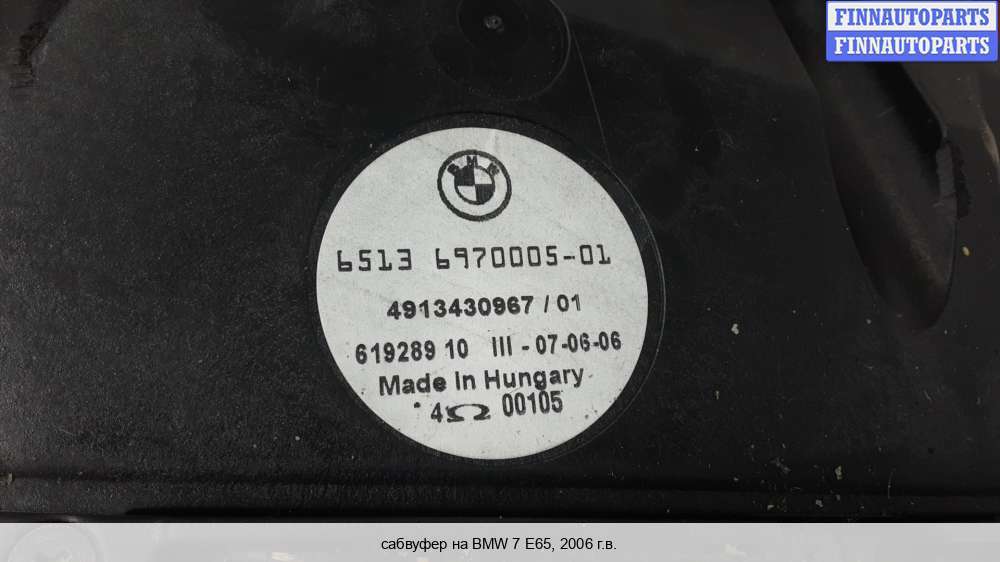 FINNAUTOPARTS
FINNAUTOPARTS
BMW
6513 6970005-01
4913430967 / 01
619289 10 III - 07-06-06
Made in Hungary
4Ω 00105
сабвуфер на BMW 7 E65, 2006 г.в.